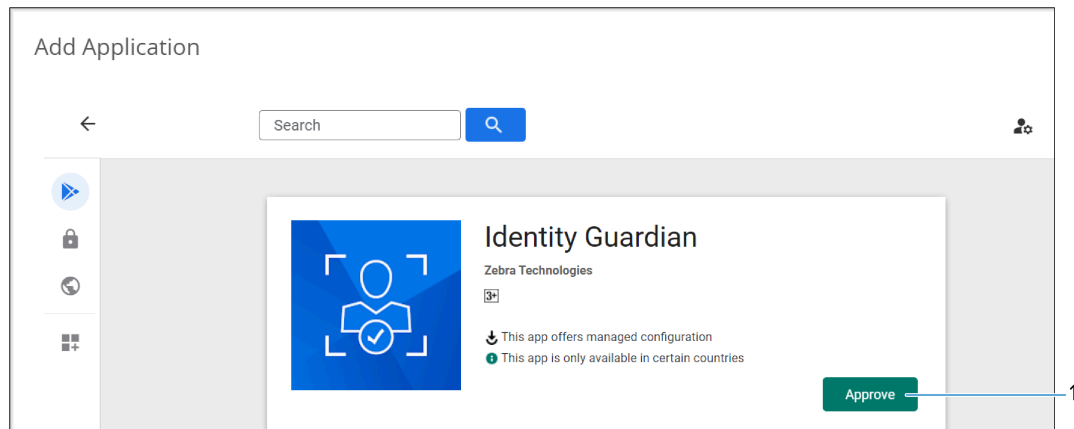 Add Application
Search
Identity Guardian
Zebra Technologies
3+
This app offers managed configuration
This app is only available in certain countries
Approve
1